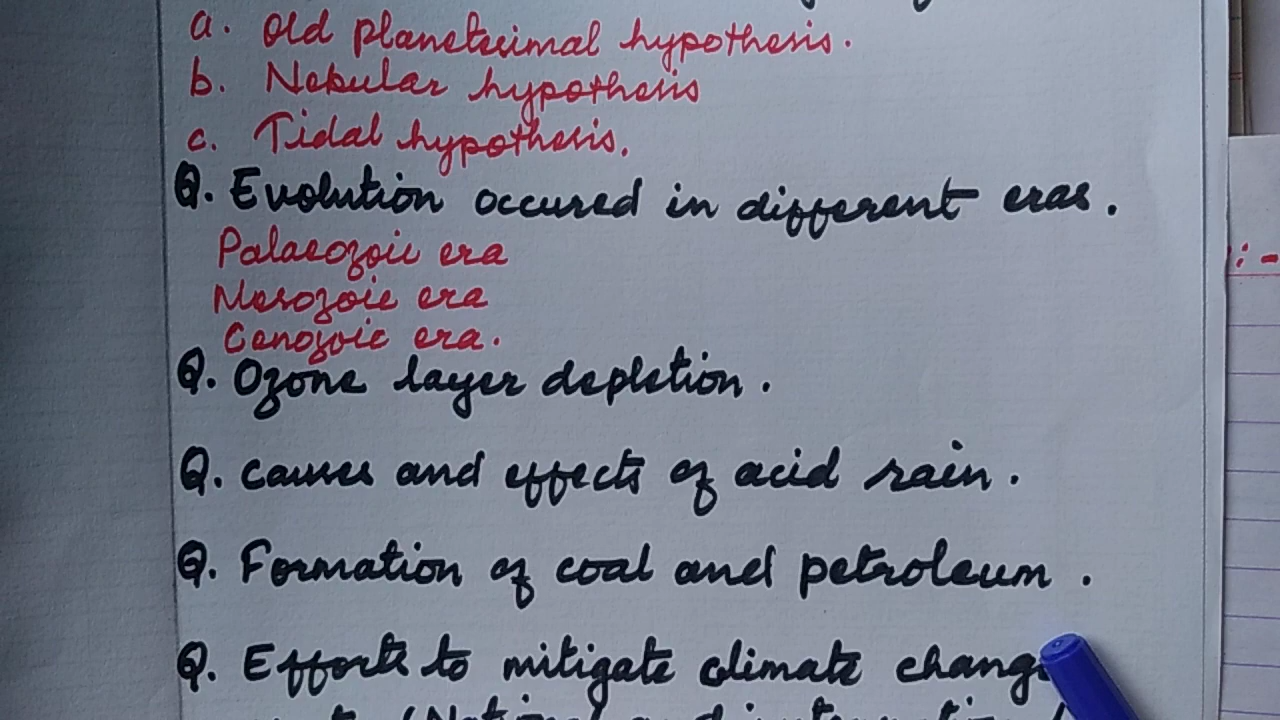 a. Old planetesimal hypothesis.
b. Nebular hypothesis
c. Tidal hypothesis.
Q. Evolution occured in different eras.
Palaeozoic era
Mesozoic era
Cenozoic era.
Q. Ozone layer depletion.
Q. Causes and effects of acid rain.
Q. Formation of coal and petroleum.
Q. Efforts to mitigate climate chang
:-